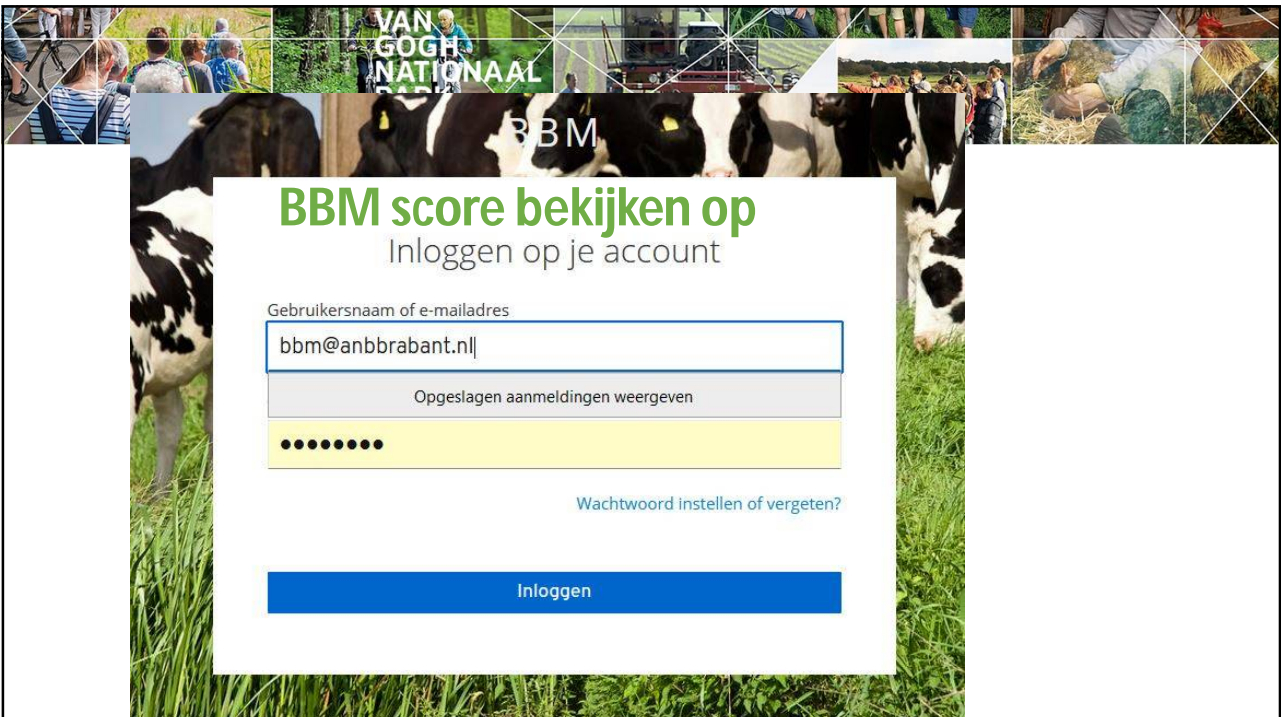 VAN
GOGH
NATIONAAL
PARK
BBM
BBM score bekijken op
Inloggen op je account
Gebruikersnaam of e-mailadres
bbm@anbbrabant.nl
Opgeslagen aanmeldingen weergeven
••••••••
Wachtwoord instellen of vergeten?
Inloggen